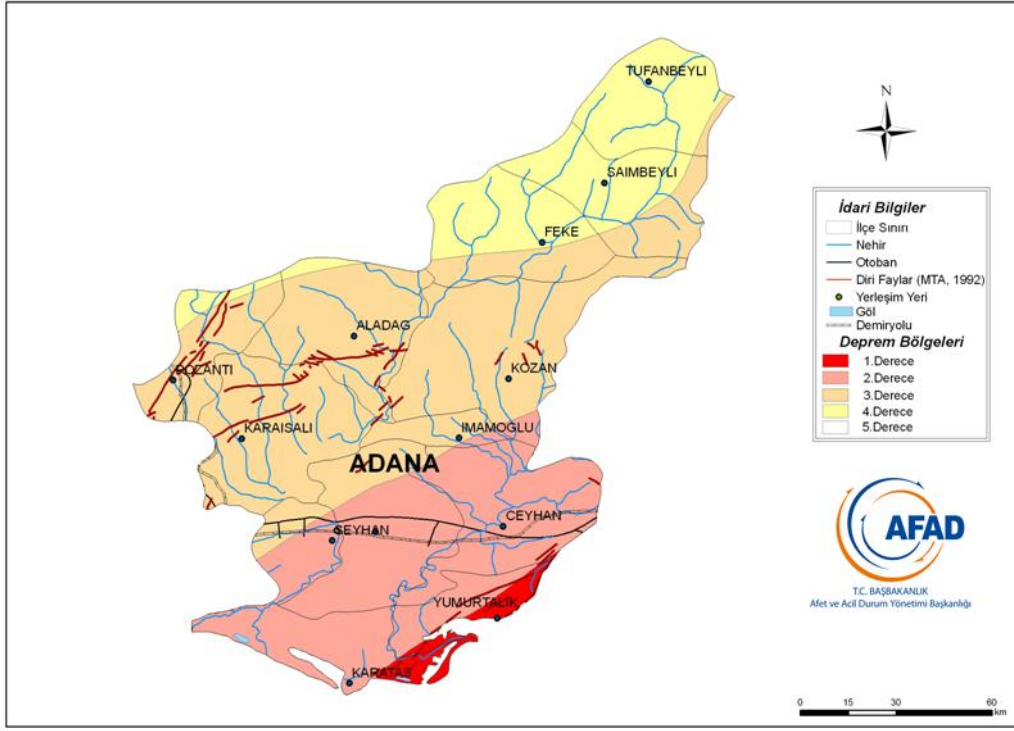 TUFANBEYLI
N
SAIMBEYLI
FEKE
ALADAG
POZANTI
KOZAN
KARAISALI
IMAMOGLU
ADANA
CEYHAN
SEYHAN
YUMURTALIK
KARATAS
İdari Bilgiler
İlçe Sınırı
Nehir
Otoban
Diri Faylar (MTA, 1992)
Yerleşim Yeri
Göl
Demiryolu
Deprem Bölgeleri
1.Derece
2.Derece
3.Derece
4.Derece
5.Derece
AFAD
T.C. BAŞBAKANLIK
Afet ve Acil Durum Yönetimi Başkanlığı
0 15 30 60
km